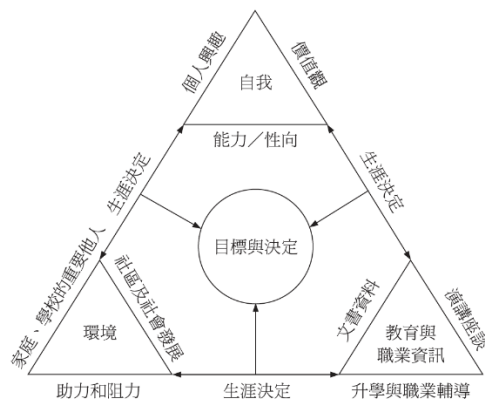 個人興趣
價值觀
自我
能力／性向
生涯決定
生涯決定
目標與決定
家庭、學校的重要他人
社區及社會發展
環境
文書資料
演講座談
教育與
職業資訊
助力和阻力
生涯決定
升學與職業輔導